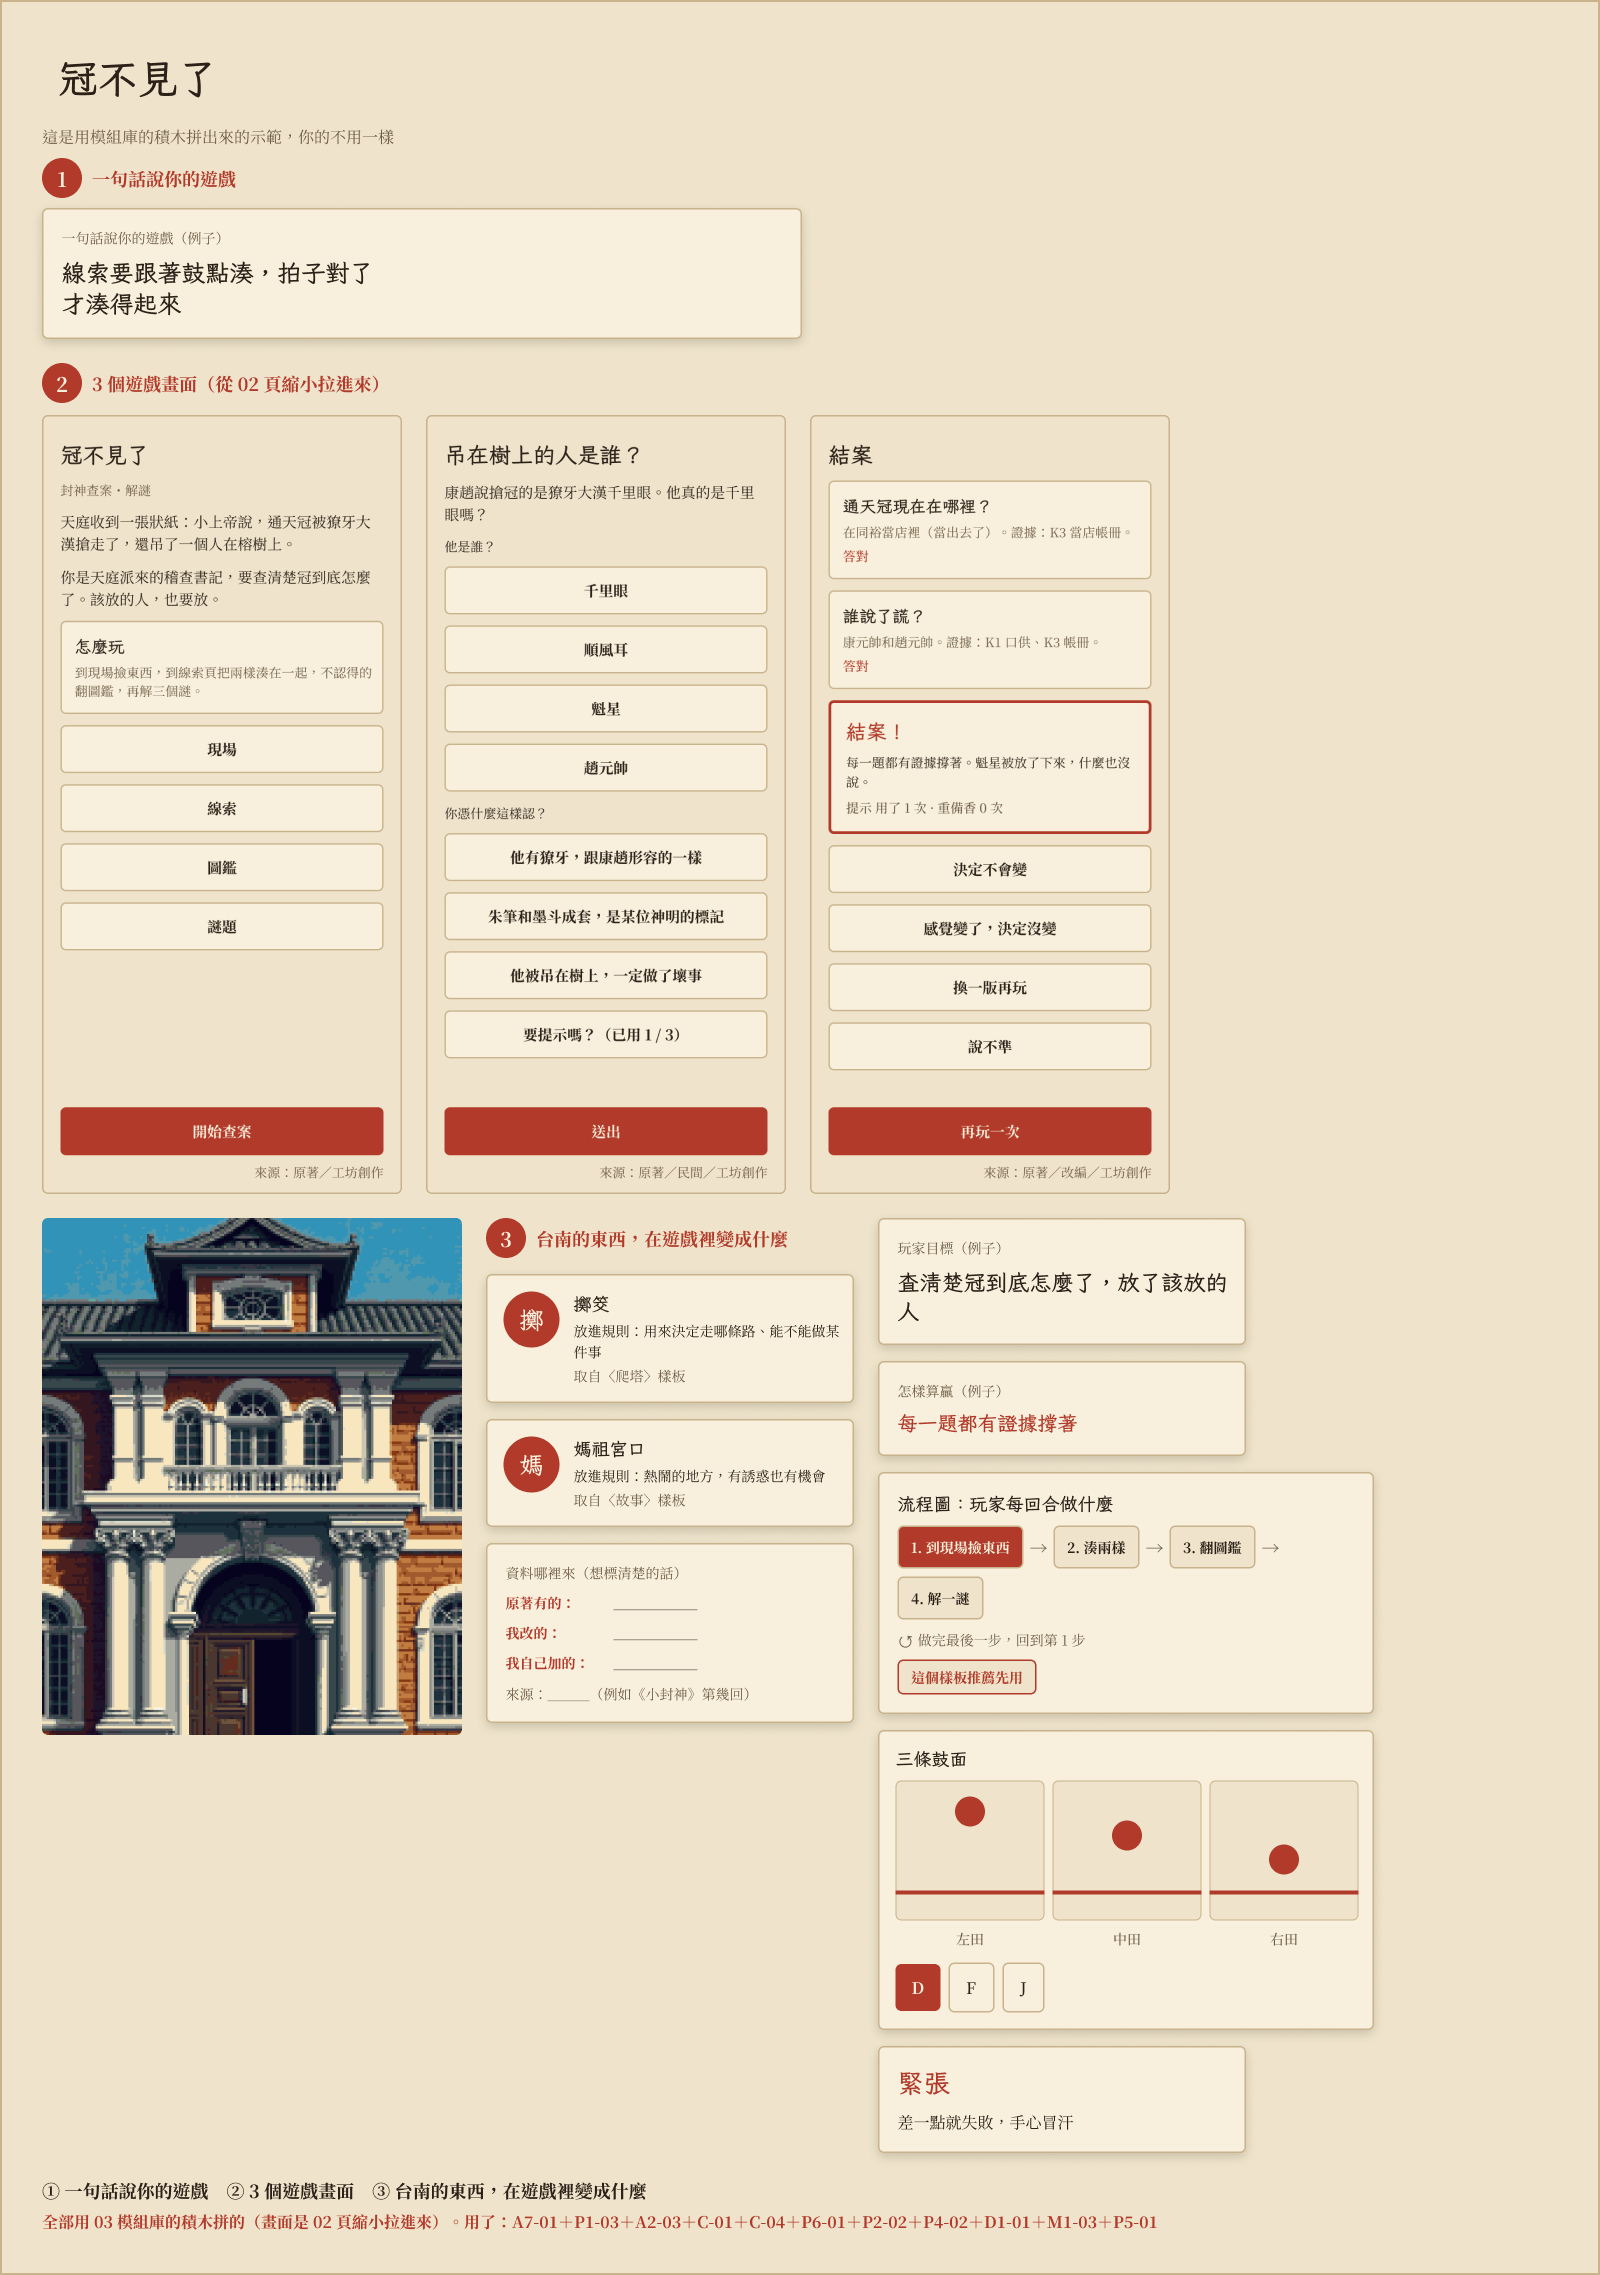 冠不見了
這是用模組庫的積木拼出來的示範，你的不用一樣
1 一句話說你的遊戲
一句話說你的遊戲（例子）
線索要跟著鼓點湊，拍子對了
才湊得起來
2 3 個遊戲畫面（從 02 頁縮小拉進來）
冠不見了
封神查案・解謎
天庭收到一張狀紙：小上帝說，通天冠被獠牙大
漢搶走了，還吊了一個人在榕樹上。
你是天庭派來的稽查書記，要查清楚冠到底怎麼
了。該放的人，也要放。
怎麼玩
到現場撿東西，到線索頁把兩樣湊在一起，不認得的
翻圖鑑，再解三個謎。
現場
線索
圖鑑
謎題
開始查案
來源：原著／工坊創作
吊在樹上的人是誰？
康趙說搶冠的是獠牙大漢千里眼。他真的是千里
眼嗎？
他是誰？
千里眼
順風耳
魁星
趙元帥
你憑什麼這樣認？
他有獠牙，跟康趙形容的一樣
朱筆和墨斗成套，是某位神明的標記
他被吊在樹上，一定做了壞事
要提示嗎？（已用 1 / 3）
送出
來源：原著／民間／工坊創作
結案
通天冠現在在哪裡？
在同裕當店裡（當出去了）。證據：K3 當店帳冊。
答對
誰說了謊？
康元帥和趙元帥。證據：K1 口供、K3 帳冊。
答對
結案！
每一題都有證據撐著。魁星被放了下來，什麼也沒
說。
提示 用了 1 次 · 重備香 0 次
決定不會變
感覺變了，決定沒變
換一版再玩
說不準
再玩一次
來源：原著／改編／工坊創作
3 台南的東西，在遊戲裡變成什麼
擲 擲筊
放進規則：用來決定走哪條路、能不能做某
件事
取自〈爬塔〉樣板
媽 媽祖宮口
放進規則：熱鬧的地方，有誘惑也有機會
取自〈故事〉樣板
資料哪裡來（想標清楚的話）
原著有的：
我改的：
我自己加的：
來源：______（例如《小封神》第幾回）
玩家目標（例子）
查清楚冠到底怎麼了，放了該放的
人
怎樣算贏（例子）
每一題都有證據撐著
流程圖：玩家每回合做什麼
1. 到現場撿東西 → 2. 湊兩樣 → 3. 翻圖鑑 →
4. 解一謎
↺ 做完最後一步，回到第 1 步
這個樣板推薦先用
三條鼓面
左田 中田 右田
D F J
緊張
差一點就失敗，手心冒汗
① 一句話說你的遊戲 ② 3 個遊戲畫面 ③ 台南的東西，在遊戲裡變成什麼
全部用 03 模組庫的積木拼的（畫面是 02 頁縮小拉進來）。用了：A7-01＋P1-03＋A2-03＋C-01＋C-04＋P6-01＋P2-02＋P4-02＋D1-01＋M1-03＋P5-01